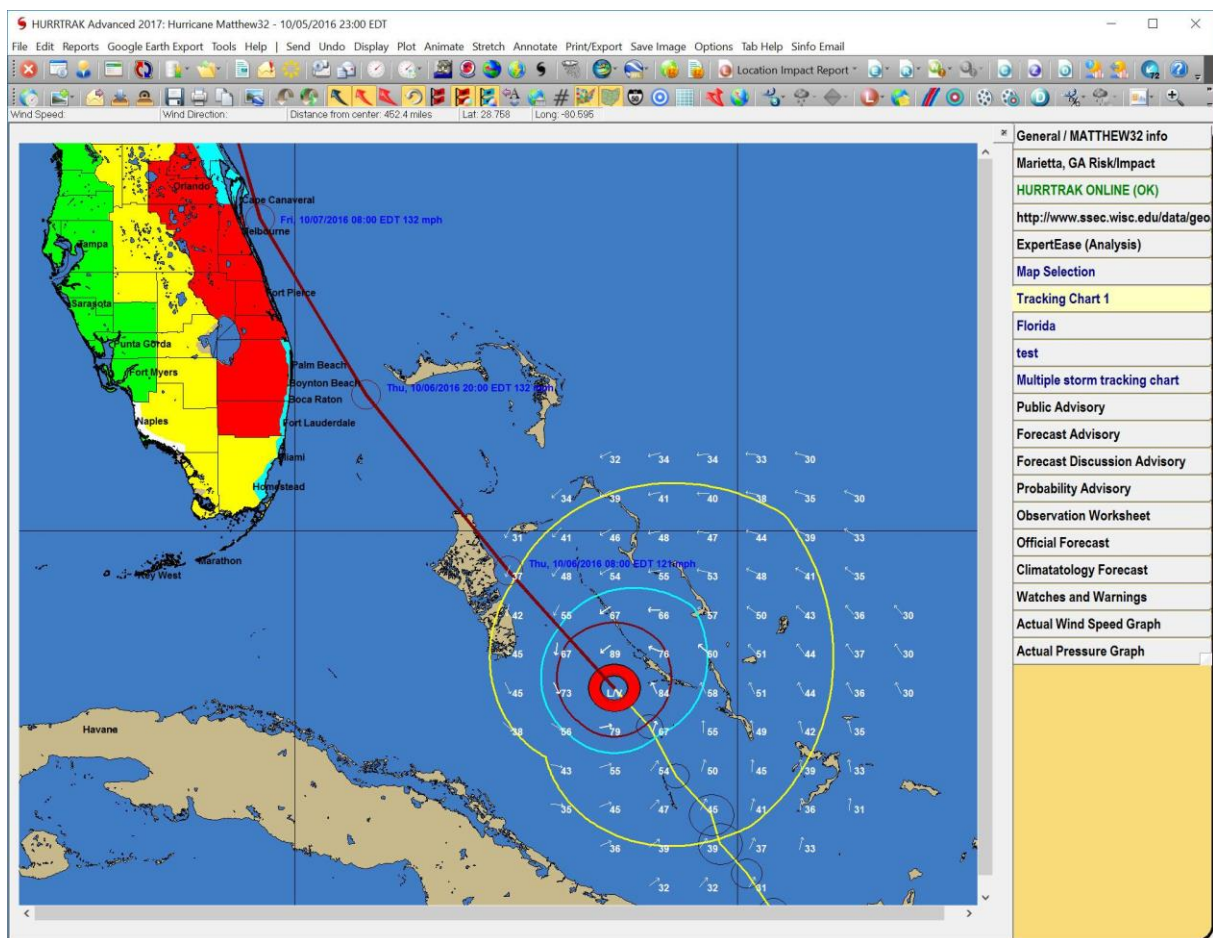 HURRTRAK Advanced 2017: Hurricane Matthew32 - 10/05/2016 23:00 EDT
File Edit Reports Google Earth Export Tools Help | Send Undo Display Plot Animate Stretch Annotate Print/Export Save Image Options Tab Help Sinfo Email
Location Impact Report
Wind Speed: Wind Direction: Distance from center: 452.4 miles Lat: 28.758 Long: -80.595
Orlando
Cape Canaveral
Fri, 10/07/2016 08:00 EDT 132 mph
Melbourne
Tampa
Fort Pierce
Sarasota
Punta Gorda
Palm Beach
Fort Myers
Boynton Beach
Thu, 10/06/2016 20:00 EDT 132 mph
Boca Raton
Naples
Fort Lauderdale
Miami
32 34 34 33 30
Homestead
34 39 41 40 38 35 30
31 41 46 48 47 44 39 33
Marathon
Key West
Thu, 10/06/2016 08:00 EDT 121 mph
37 48 54 55 53 48 41 35
42 55 67 66 57 50 43 36 30
45 67 89 76 60 51 44 37 30
45 73 L/V 84 58 51 44 36 30
Havane
38 56 79 67 55 49 42 35
43 55 54 50 45 39 33
35 45 47 45 41 36 31
36 39 39 37 33
32 32 31
General / MATTHEW32 info
Marietta, GA Risk/Impact
HURRTRAK ONLINE (OK)
http://www.ssec.wisc.edu/data/geo
ExpertEase (Analysis)
Map Selection
Tracking Chart 1
Florida
test
Multiple storm tracking chart
Public Advisory
Forecast Advisory
Forecast Discussion Advisory
Probability Advisory
Observation Worksheet
Official Forecast
Climatatology Forecast
Watches and Warnings
Actual Wind Speed Graph
Actual Pressure Graph